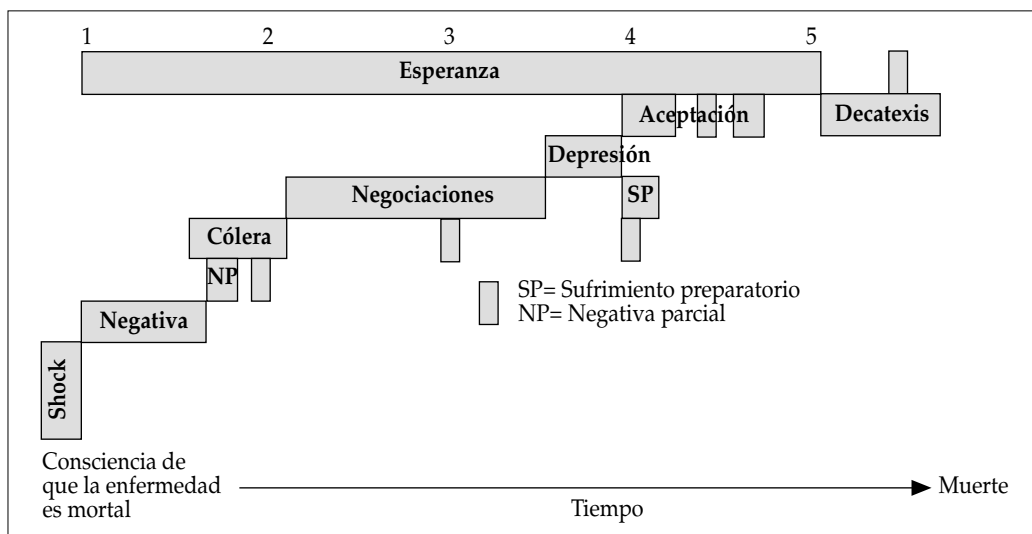 1 2 3 4 5
Esperanza
Aceptación Decatexis
Depresión
Negociaciones SP
Cólera
NP
SP= Sufrimiento preparatorio
NP= Negativa parcial
Negativa
Shock
Consciencia de
que la enfermedad
es mortal
Tiempo
Muerte